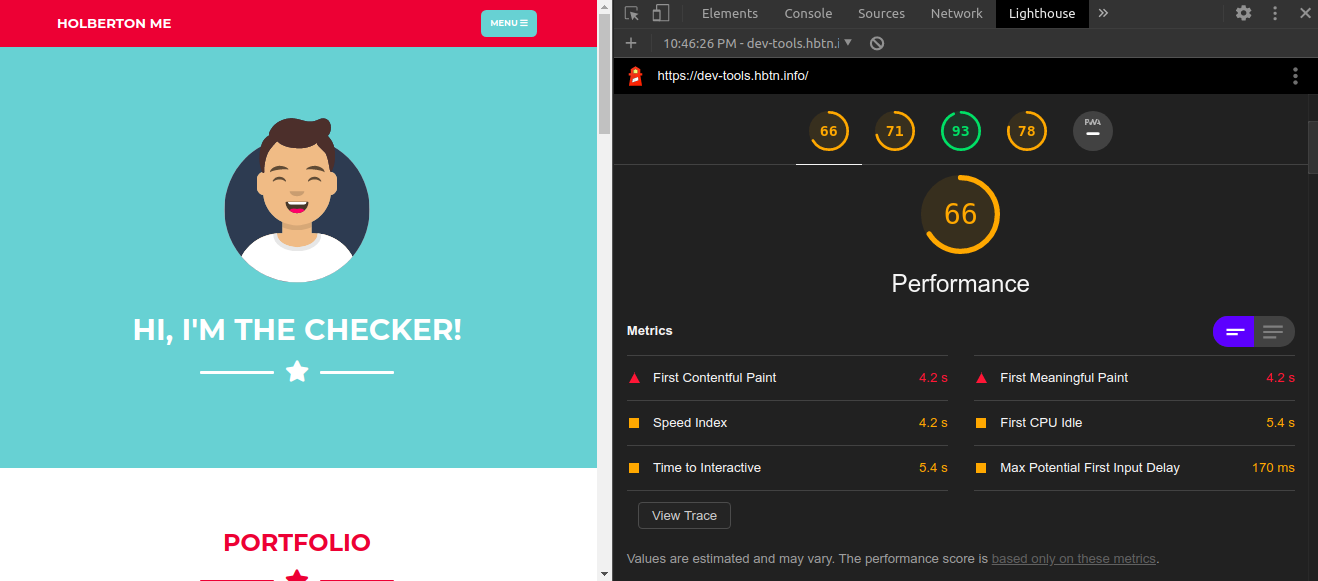 HOLBERTON ME
MENU
HI, I'M THE CHECKER!
PORTFOLIO
Elements Console Sources Network Lighthouse »
10:46:26 PM - dev-tools.hbtn.i
https://dev-tools.hbtn.info/
66 71 93 78 PWA
66
Performance
Metrics
First Contentful Paint 4.2 s
First Meaningful Paint 4.2 s
Speed Index 4.2 s
First CPU Idle 5.4 s
Time to Interactive 5.4 s
Max Potential First Input Delay 170 ms
View Trace
Values are estimated and may vary. The performance score is based only on these metrics.